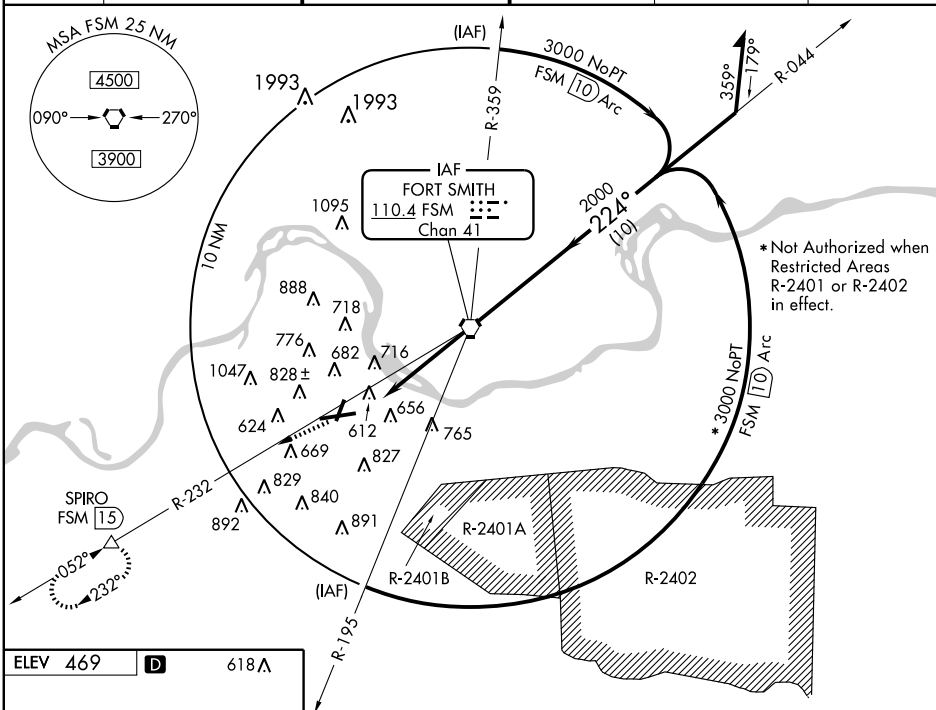 MSA FSM 25 NM
4500
090°
270°
3900
(IAF)
3000 NoPT
FSM 10 Arc
R-359
359°
179°
R-044
1993
1993
IAF
FORT SMITH
110.4 FSM
Chan 41
2000
224°
(10)
1095
10 NM
* Not Authorized when
Restricted Areas
R-2401 or R-2402
in effect.
888
718
776
682
716
1047
828 ±
624
612
656
765
669
827
* 3000 NoPT
FSM 10 Arc
829
840
892
891
R-232
SPIRO
FSM 15
052°
232°
R-2401A
R-2401B
R-2402
(IAF)
R-195
ELEV 469
D
618